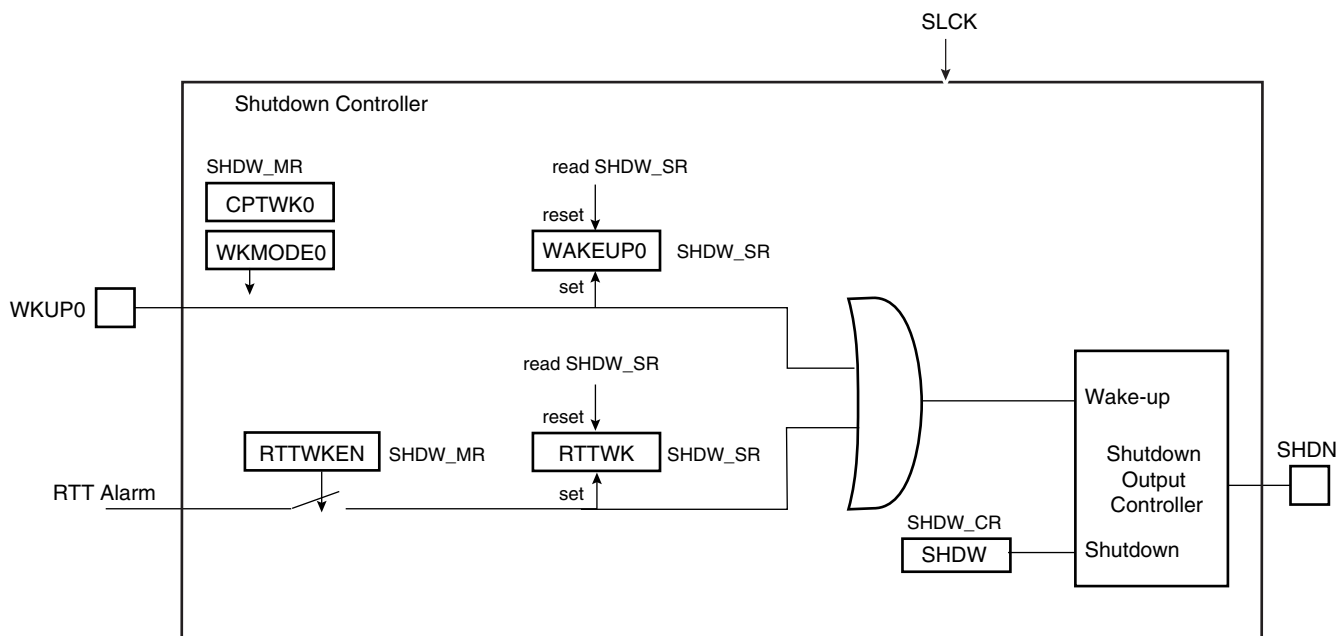 SLCK
Shutdown Controller
SHDW_MR
CPTWK0
WKMODE0
read SHDW_SR
reset
WAKEUP0
SHDW_SR
set
WKUP0
read SHDW_SR
reset
RTTWKEN
SHDW_MR
RTTWK
SHDW_SR
set
RTT Alarm
Wake-up
Shutdown
Output
Controller
SHDN
SHDW_CR
SHDW
Shutdown